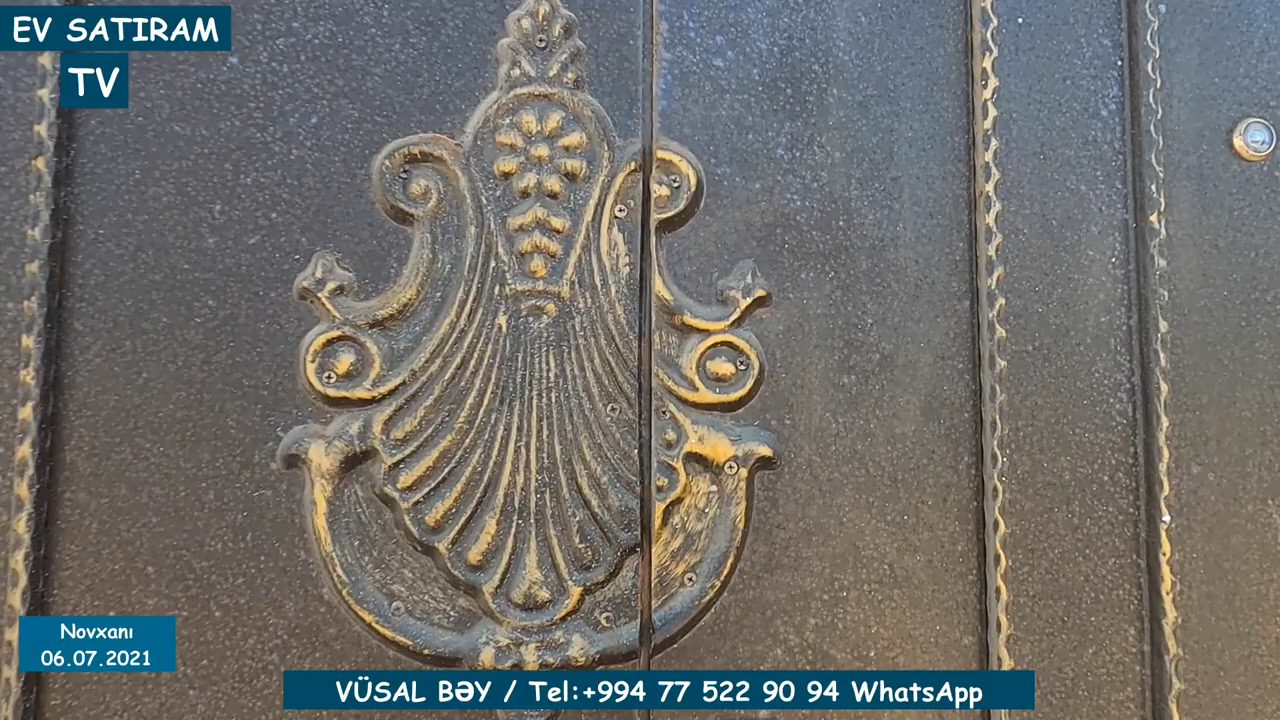 EV SATIRAM
TV
Novxanı
06.07.2021
VÜSAL BƏY / Tel:+994 77 522 90 94 WhatsApp